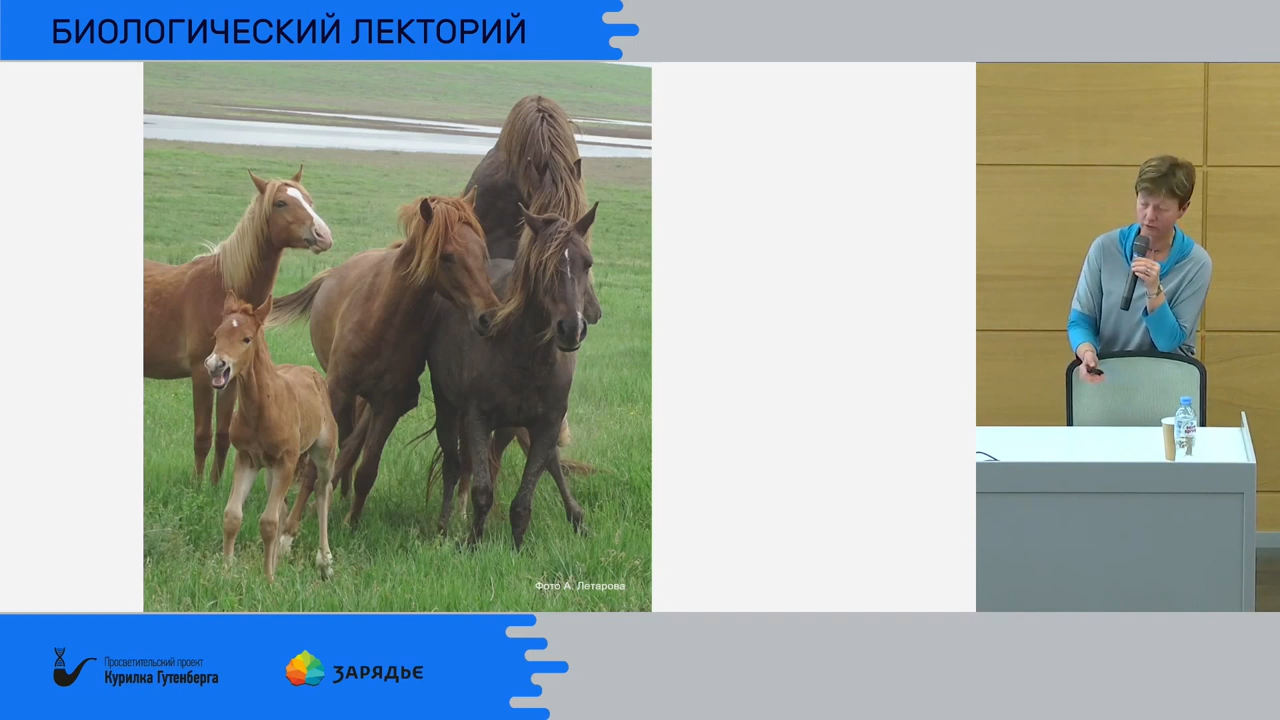 БИОЛОГИЧЕСКИЙ ЛЕКТОРИЙ
Фото А. Летарова
Просветительский проект
Курилка Гутенберга
ЗАРЯДЬЕ